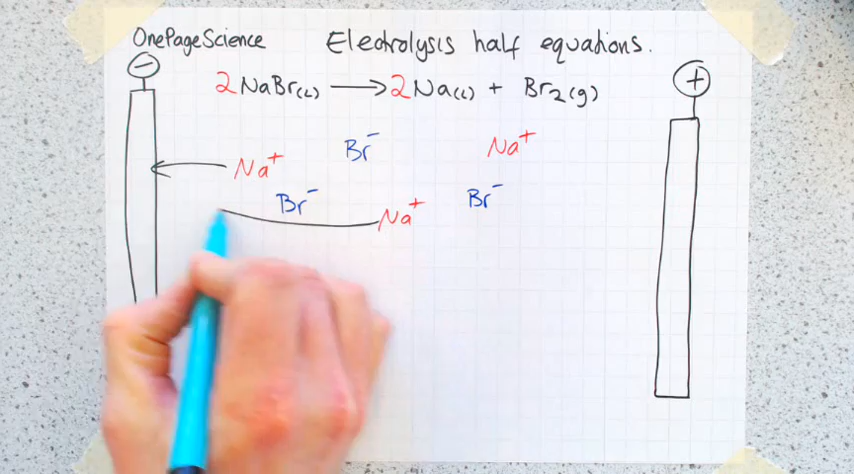 OnePageScience Electrolysis half equations.
− +
2NaBr(L) → 2Na(L) + Br₂(g)
Na⁺ Br⁻ Na⁺
Br⁻ Na⁺ Br⁻